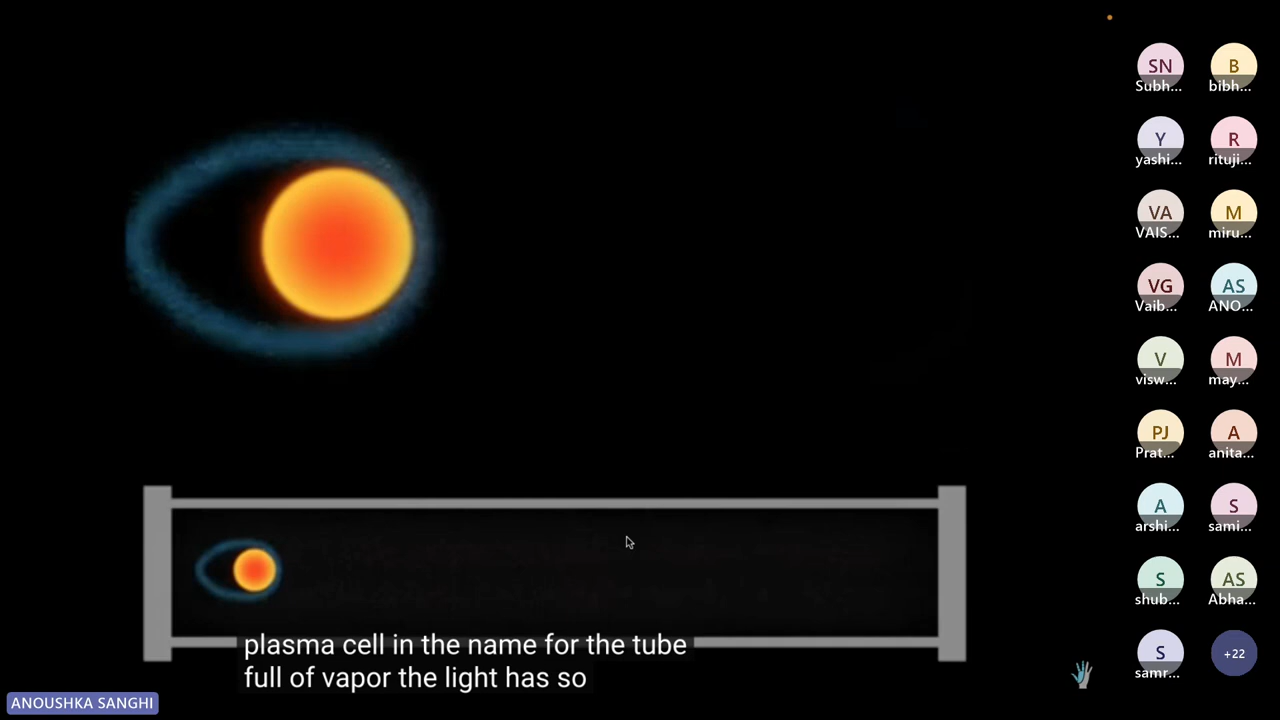 SN
Subh...
B
bibh...
Y
yashi...
R
rituji...
VA
VAIS...
M
miru...
VG
Vaib...
AS
ANO...
V
visw...
M
may...
PJ
Prat...
A
anita...
A
arshi...
S
sami...
S
shub...
AS
Abha...
S
samr...
+22
plasma cell in the name for the tube
full of vapor the light has so
ANOUSHKA SANGHI